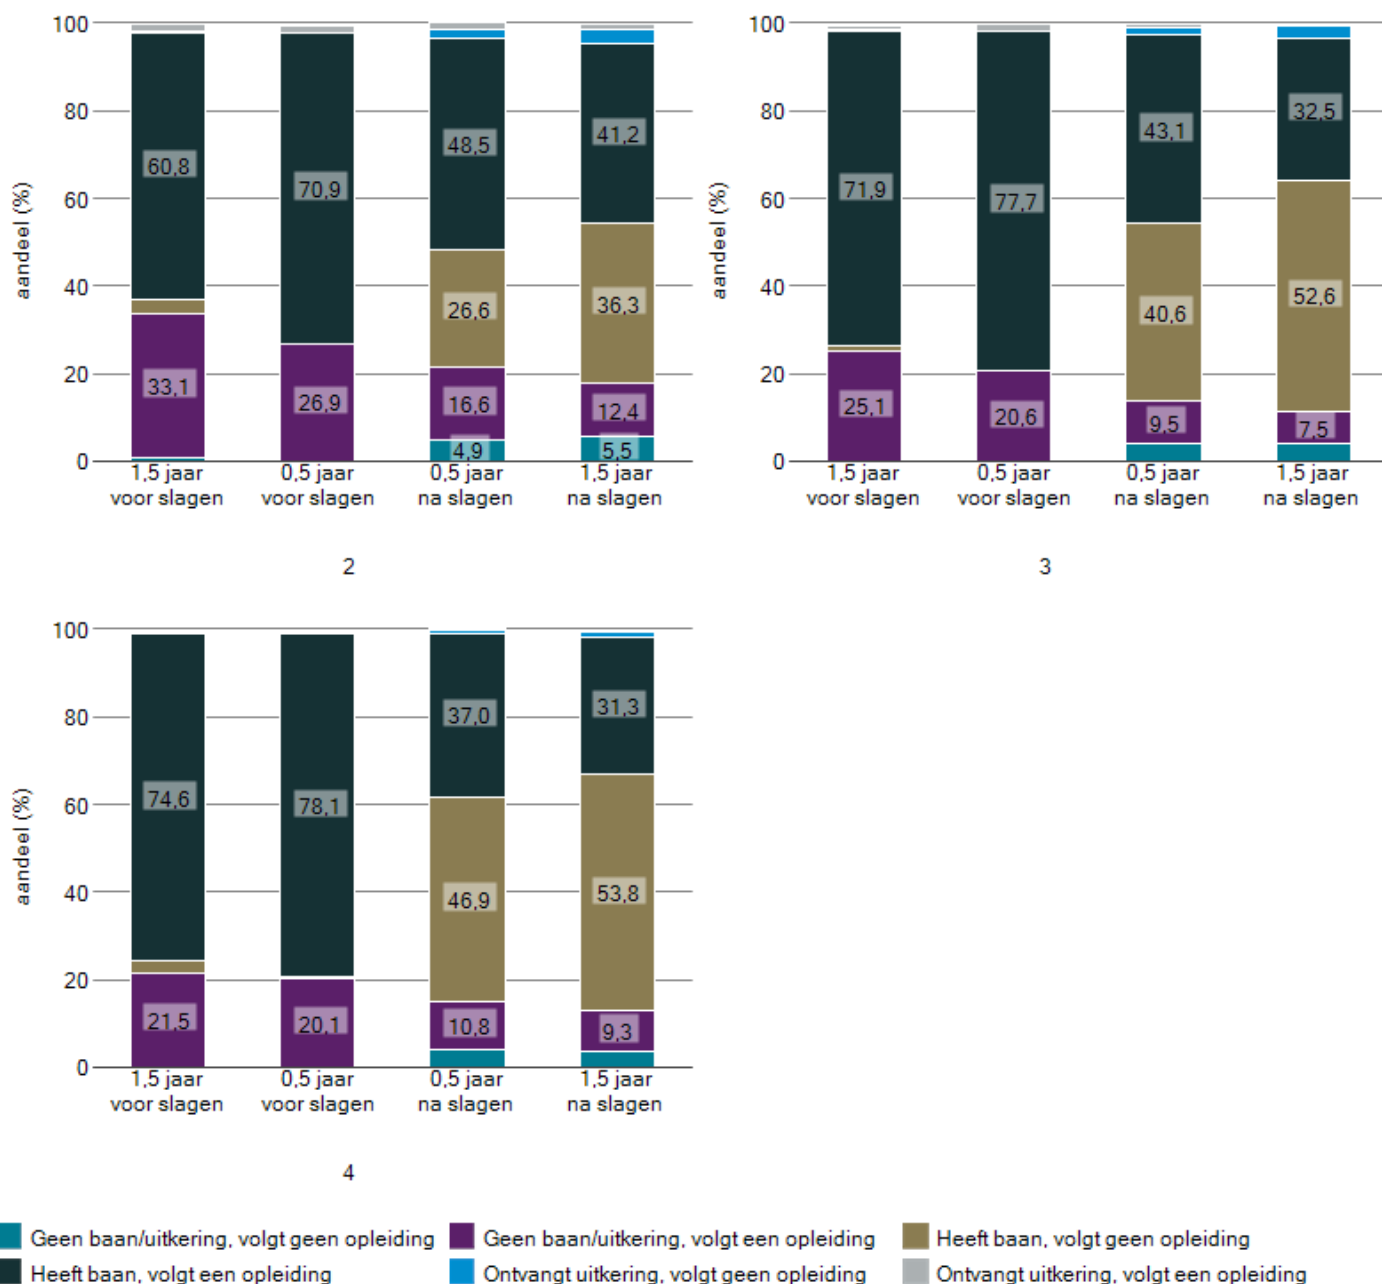 100
80
60
40
20
0
aandeel (%)
60,8
33,1
70,9
26,9
48,5
26,6
16,6
4,9
41,2
36,3
12,4
5,5
1,5 jaar
voor slagen
0,5 jaar
voor slagen
0,5 jaar
na slagen
1,5 jaar
na slagen
2
100
80
60
40
20
0
aandeel (%)
71,9
25,1
77,7
20,6
43,1
40,6
9,5
32,5
52,6
7,5
1,5 jaar
voor slagen
0,5 jaar
voor slagen
0,5 jaar
na slagen
1,5 jaar
na slagen
3
100
80
60
40
20
0
aandeel (%)
74,6
21,5
78,1
20,1
37,0
46,9
10,8
31,3
53,8
9,3
1,5 jaar
voor slagen
0,5 jaar
voor slagen
0,5 jaar
na slagen
1,5 jaar
na slagen
4
Geen baan/uitkering, volgt geen opleiding
Geen baan/uitkering, volgt een opleiding
Heeft baan, volgt geen opleiding
Heeft baan, volgt een opleiding
Ontvangt uitkering, volgt geen opleiding
Ontvangt uitkering, volgt een opleiding